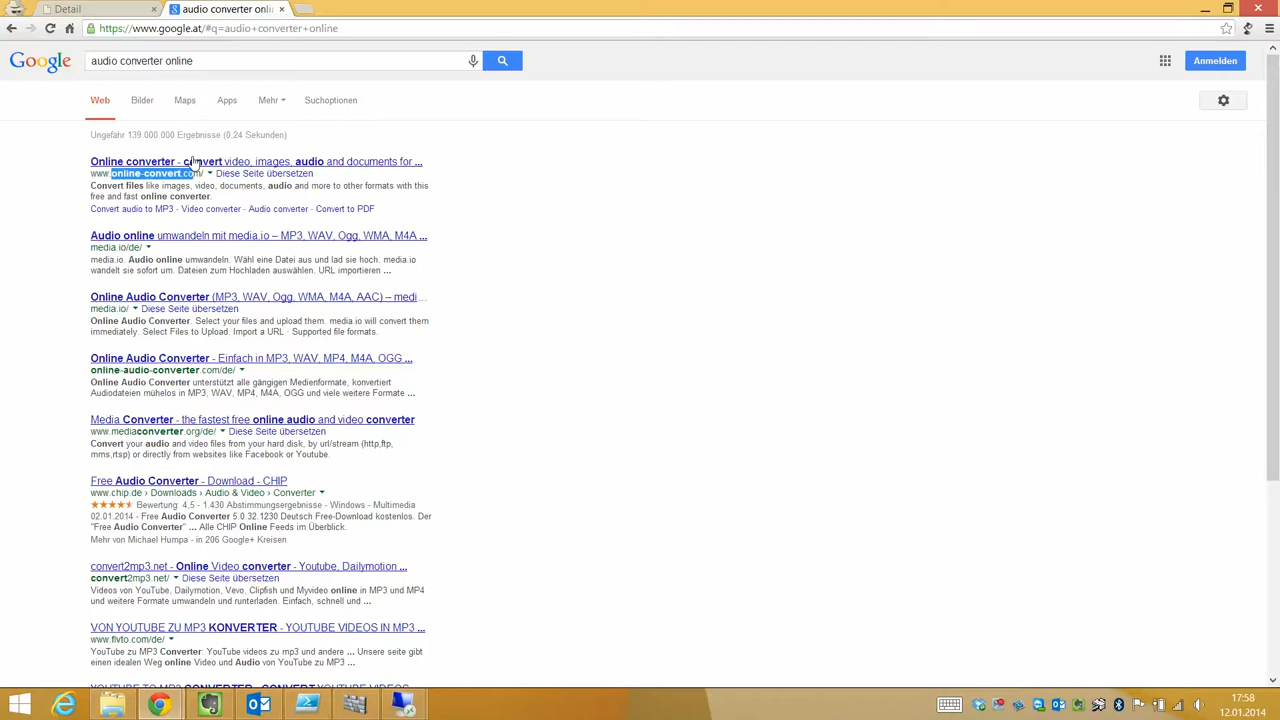 Detail
audio converter onli
https://www.google.at/#q=audio+converter+online
Google
audio converter online
Anmelden
Web Bilder Maps Apps Mehr Suchoptionen
Ungefähr 139.000.000 Ergebnisse (0,24 Sekunden)
Online converter - convert video, images, audio and documents for ...
www.online-convert.com/ Diese Seite übersetzen
Convert files like images, video, documents, audio and more to other formats with this
free and fast online converter.
Convert audio to MP3 - Video converter - Audio converter - Convert to PDF
Audio online umwandeln mit media.io – MP3, WAV, Ogg, WMA, M4A ...
media.io/de/
media.io. Audio online umwandeln. Wähl eine Datei aus und lad sie hoch. media.io
wandelt sie sofort um. Dateien zum Hochladen auswählen. URL importieren ...
Online Audio Converter (MP3, WAV, Ogg, WMA, M4A, AAC) – medi...
media.io/ Diese Seite übersetzen
Online Audio Converter. Select your files and upload them. media.io will convert them
immediately. Select Files to Upload. Import a URL · Supported file formats.
Online Audio Converter - Einfach in MP3, WAV, MP4, M4A, OGG ...
online-audio-converter.com/de/
Online Audio Converter unterstützt alle gängigen Medienformate, konvertiert
Audiodateien mühelos in MP3, WAV, MP4, M4A, OGG und viele weitere Formate ...
Media Converter - the fastest free online audio and video converter
www.mediaconverter.org/de/ Diese Seite übersetzen
Convert your audio and video files from your hard disk, by url/stream (http,ftp,
mms,rtsp) or directly from websites like Facebook or Youtube.
Free Audio Converter - Download - CHIP
www.chip.de › Downloads › Audio & Video › Converter
Bewertung: 4,5 - 1.430 Abstimmungsergebnisse - Windows - Multimedia
02.01.2014 - Free Audio Converter 5.0.32.1230 Deutsch Free-Download kostenlos. Der
"Free Audio Converter" ... Alle CHIP Online Feeds im Überblick.
Mehr von Michael Humpa - in 206 Google+ Kreisen
convert2mp3.net - Online Video converter - Youtube, Dailymotion ...
convert2mp3.net/ Diese Seite übersetzen
Videos von YouTube, Dailymotion, Vevo, Clipfish und Myvideo online in MP3 und MP4
und weitere Formate umwandeln und runterladen. Einfach, schnell und ...
VON YOUTUBE ZU MP3 KONVERTER - YOUTUBE VIDEOS IN MP3 ...
www.flvto.com/de/
YouTube zu MP3 Converter: YouTube videos zu mp3 und andere ... Unsere seite gibt
einen idealen Weg online Video und Audio von YouTube zu MP3 ...
YOUTUBE TO MP3 CONVERTER - CONVERT YOUTUBE VIDEOS
17:58
12.01.2014